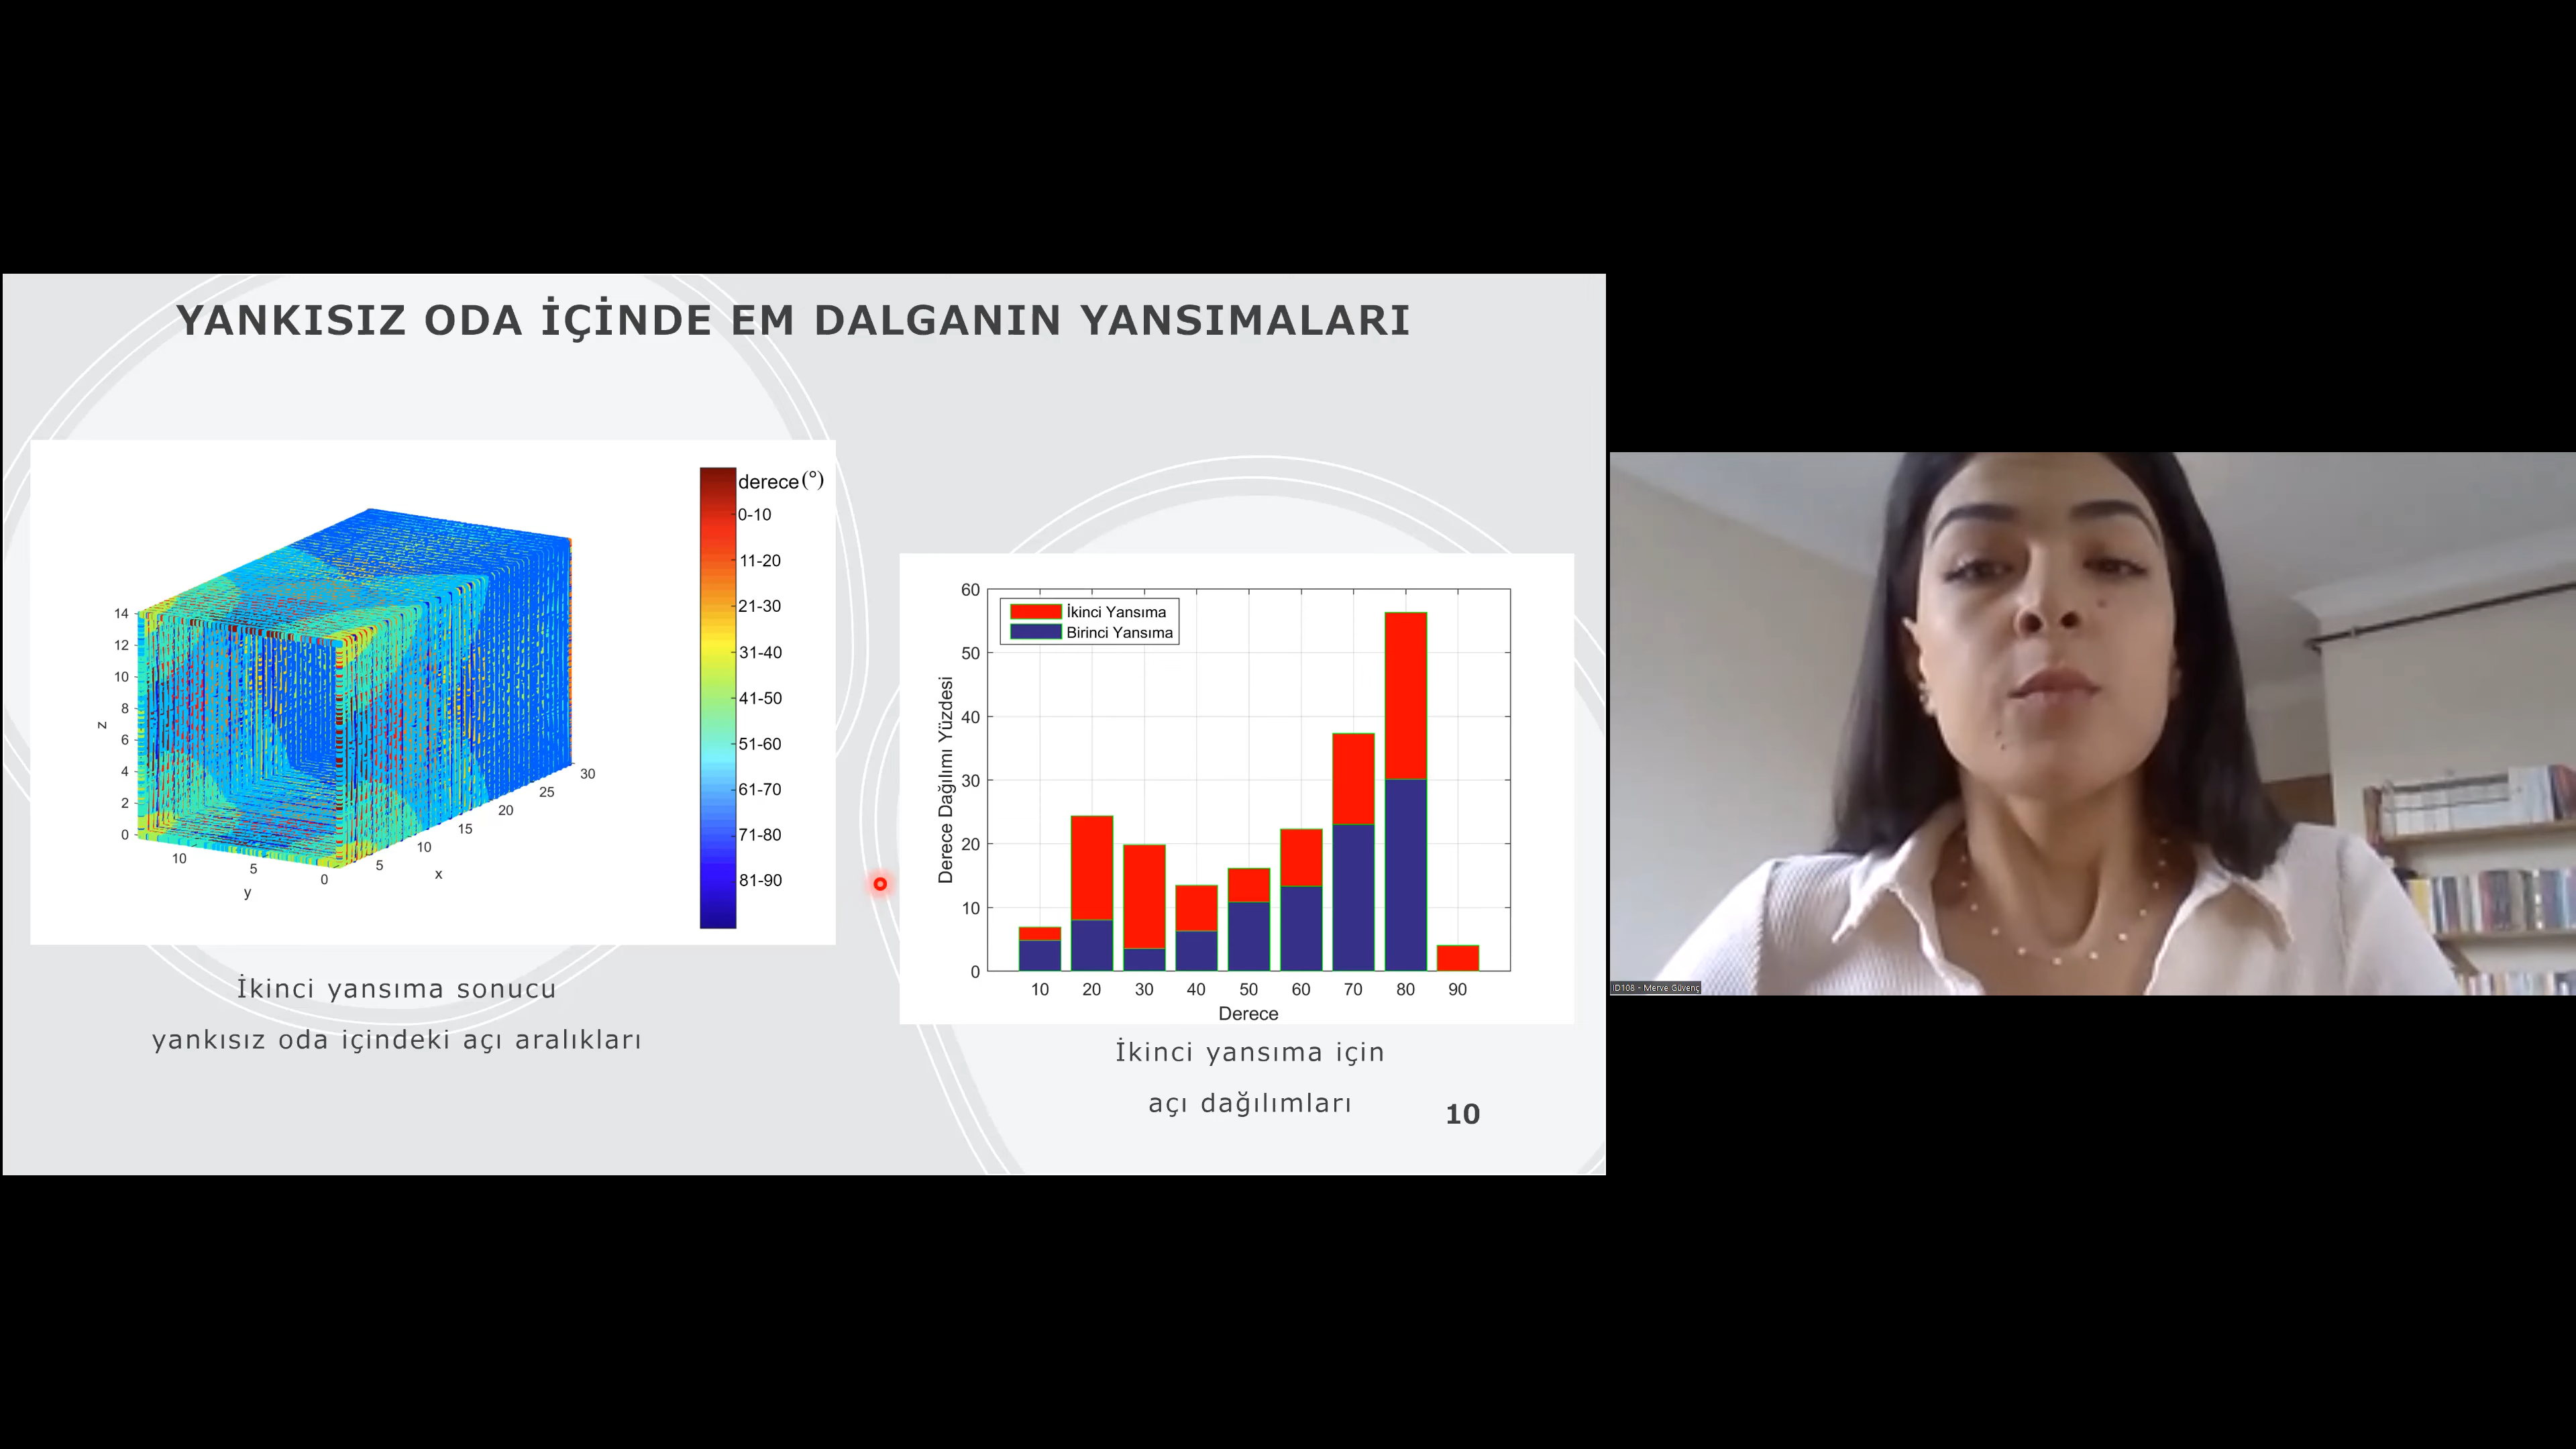 YANKISIZ ODA İÇİNDE EM DALGANIN YANSIMALARI
derece(°)
0-10
11-20
21-30
31-40
41-50
51-60
61-70
71-80
81-90
14
12
10
8
6
4
2
0
z
10
5
0
y
5
10
15
20
25
30
x
İkinci yansıma sonucu
yankısız oda içindeki açı aralıkları
60
50
40
30
20
10
0
Derece Dağılımı Yüzdesi
İkinci Yansıma
Birinci Yansıma
10 20 30 40 50 60 70 80 90
Derece
İkinci yansıma için
açı dağılımları
10
ID108 - Merve Güvenç